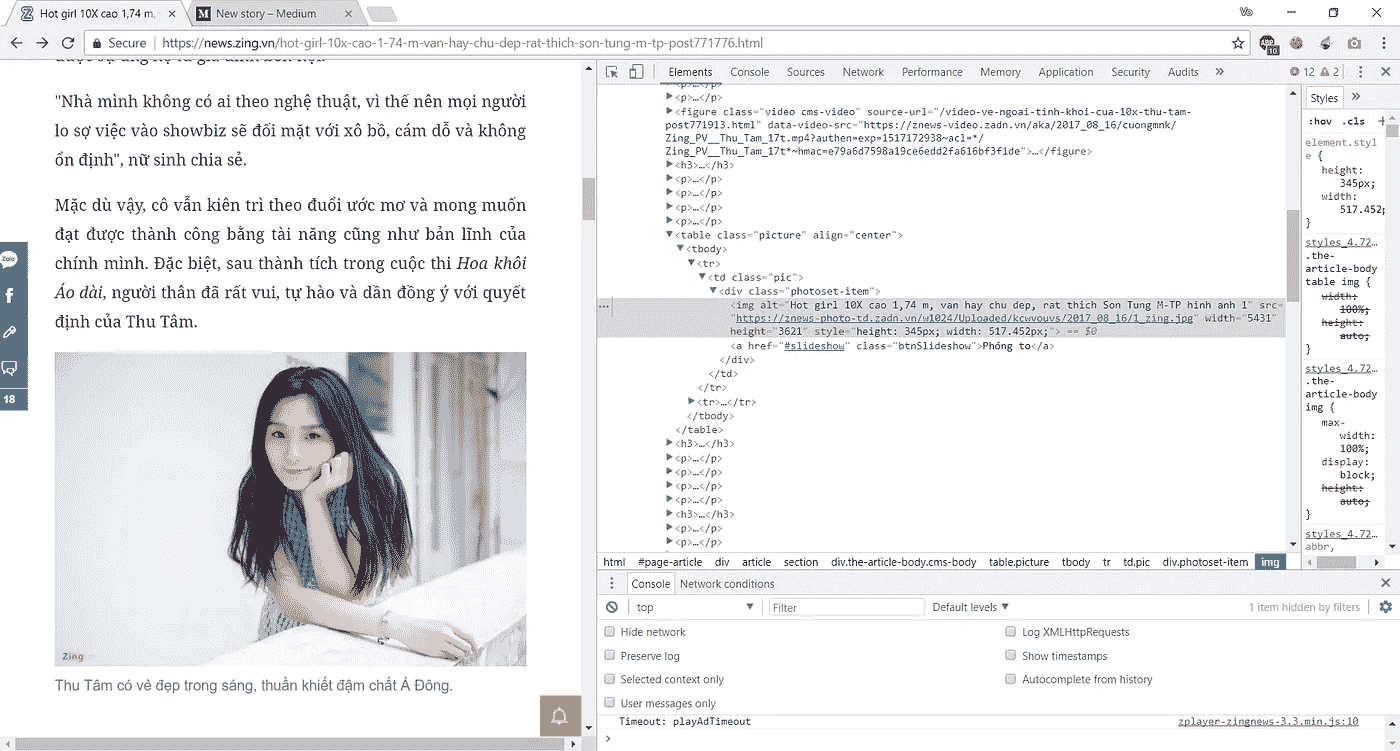 Hot girl 10X cao 1,74 m,
New story – Medium
Vo
Secure
https://news.zing.vn/hot-girl-10x-cao-1-74-m-van-hay-chu-dep-rat-thich-son-tung-m-tp-post771776.html
ABP
10
"Nhà mình không có ai theo nghệ thuật, vì thế nên mọi người
lo sợ việc vào showbiz sẽ đối mặt với xô bồ, cám dỗ và không
ổn định", nữ sinh chia sẻ.
Mặc dù vậy, cô vẫn kiên trì theo đuổi ước mơ và mong muốn
đạt được thành công bằng tài năng cũng như bản lĩnh của
chính mình. Đặc biệt, sau thành tích trong cuộc thi Hoa khôi
Áo dài, người thân đã rất vui, tự hào và dần đồng ý với quyết
định của Thu Tâm.
Zalo
18
Zing
Thu Tâm có vẻ đẹp trong sáng, thuần khiết đậm chất Á Đông.
Elements Console Sources Network Performance Memory Application Security Audits » 12 2
<p>…</p>
<p>…</p>
<figure class="video cms-video" source-url="/video-ve-ngoai-tinh-khoi-cua-10x-thu-tam-
post771913.html" data-video-src="https://znews-video.zadn.vn/aka/2017_08_16/cuongmnk/
Zing_PV__Thu_Tam_17t.mp4?authen=exp=1517172938~acl=*/
Zing_PV__Thu_Tam_17t*~hmac=e79a6d7598a19ce6edd2fa616bf3f1de">…</figure>
<h3>…</h3>
<p>…</p>
<p>…</p>
<p>…</p>
<p>…</p>
<table class="picture" align="center">
<tbody>
<tr>
<td class="pic">
<div class="photoset-item">
<img alt="Hot girl 10X cao 1,74 m, van hay chu dep, rat thich Son Tung M-TP hinh anh 1" src=
"https://znews-photo-td.zadn.vn/w1024/Uploaded/kcwvouvs/2017_08_16/1_zing.jpg" width="5431"
height="3621" style="height: 345px; width: 517.452px;"> == $0
<a href="#slideshow" class="btnSlideshow">Phóng to</a>
</div>
</td>
</tr>
<tr>…</tr>
</tbody>
</table>
<h3>…</h3>
<p>…</p>
<p>…</p>
<p>…</p>
<p>…</p>
<h3>…</h3>
<p>…</p>
<p>…</p>
html #page-article div article section div.the-article-body.cms-body table.picture tbody tr td.pic div.photoset-item img
Styles »
:hov .cls +
element.styl
e {
height:
345px;
width:
517.452p
}
styles_4.72…
.the-
article-body
table img {
width:
100%;
height:
auto;
}
styles_4.72…
.the-
article-body
img {
max-
width:
100%;
display:
block;
height:
auto;
}
styles_4.72…
abbr,
Console Network conditions
top
Filter
Default levels
1 item hidden by filters
Hide network
Log XMLHttpRequests
Preserve log
Show timestamps
Selected context only
Autocomplete from history
User messages only
Timeout: playAdTimeout
zplayer-zingnews-3.3.min.js:10